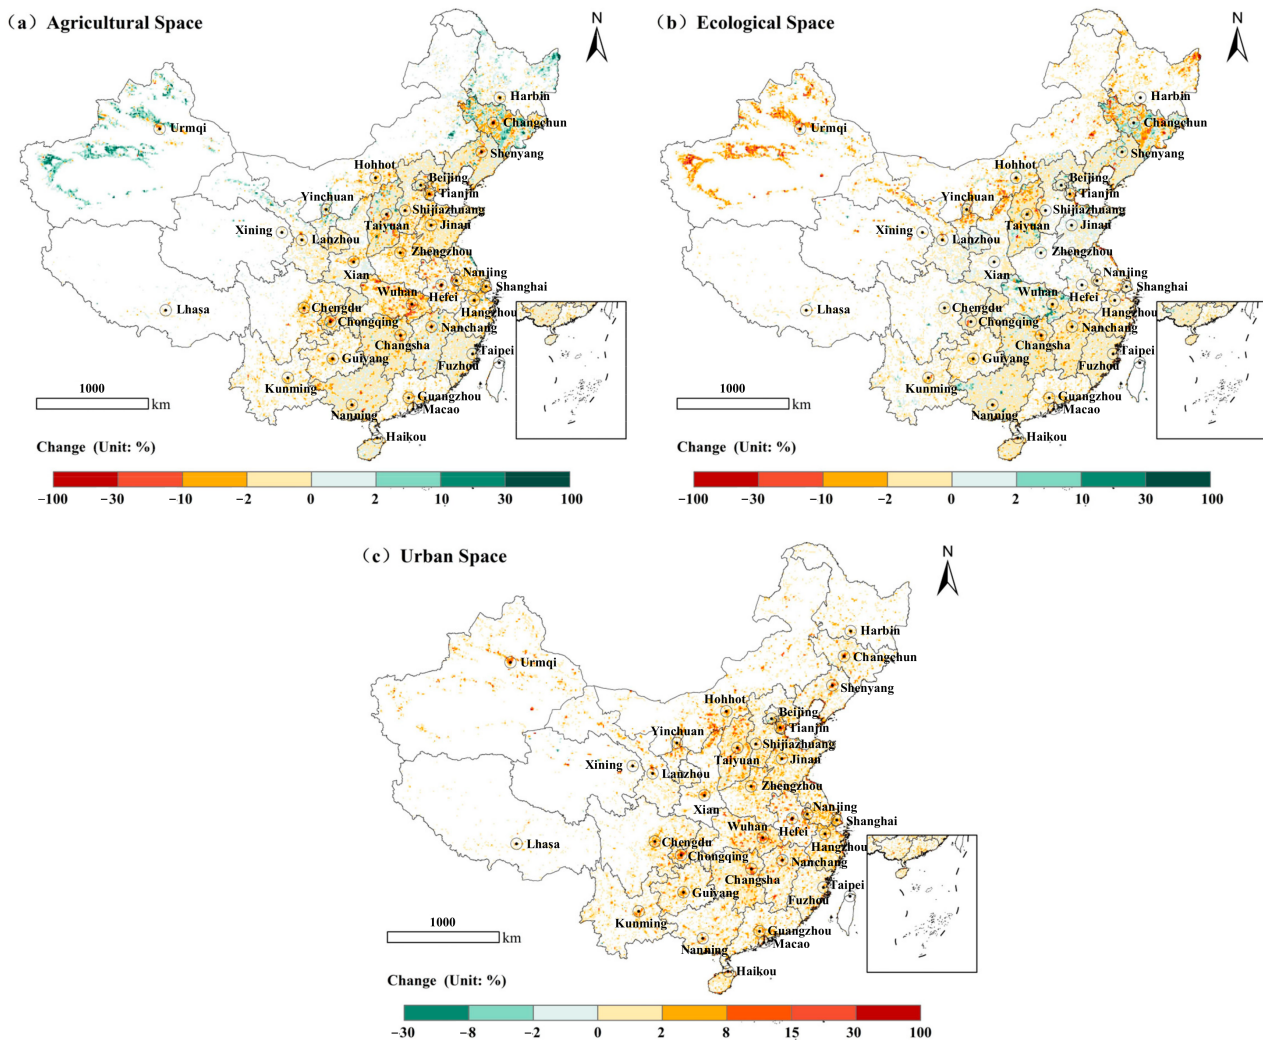 (a) Agricultural Space
N
Harbin
Changchun
Urmqi
Shenyang
Hohhot
Beijing
Tianjin
Yinchuan
Shijiazhuang
Xining
Taiyuan
Jinan
Lanzhou
Zhengzhou
Xian
Nanjing
Wuhan
Hefei
Shanghai
Lhasa
Chengdu
Hangzhou
Chongqing
Nanchang
Changsha
Guiyang
Taipei
Fuzhou
Kunming
Guangzhou
Macao
Nanning
Haikou
1000
km
Change (Unit: %)
-100 -30 -10 -2 0 2 10 30 100
(b) Ecological Space
N
Harbin
Changchun
Urmqi
Shenyang
Hohhot
Beijing
Tianjin
Yinchuan
Shijiazhuang
Xining
Taiyuan
Jinan
Lanzhou
Zhengzhou
Xian
Nanjing
Wuhan
Hefei
Shanghai
Lhasa
Chengdu
Hangzhou
Chongqing
Nanchang
Changsha
Guiyang
Taipei
Fuzhou
Kunming
Guangzhou
Macao
Nanning
Haikou
1000
km
Change (Unit: %)
-100 -30 -10 -2 0 2 10 30 100
(c) Urban Space
N
Harbin
Changchun
Urmqi
Shenyang
Hohhot
Beijing
Tianjin
Yinchuan
Shijiazhuang
Xining
Taiyuan
Jinan
Lanzhou
Zhengzhou
Xian
Nanjing
Wuhan
Hefei
Shanghai
Lhasa
Chengdu
Hangzhou
Chongqing
Nanchang
Changsha
Guiyang
Taipei
Fuzhou
Kunming
Guangzhou
Macao
Nanning
Haikou
1000
km
Change (Unit: %)
-30 -8 -2 0 2 8 15 30 100